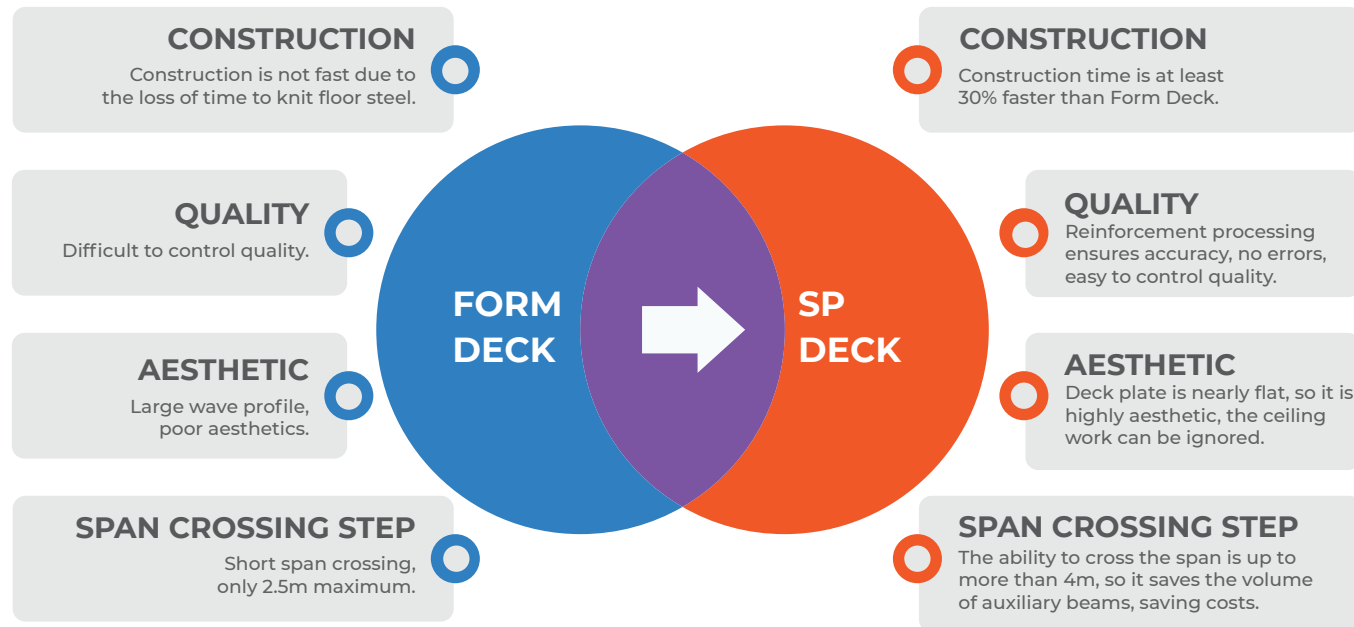 CONSTRUCTION
Construction is not fast due to
the loss of time to knit floor steel.
QUALITY
Difficult to control quality.
AESTHETIC
Large wave profile,
poor aesthetics.
SPAN CROSSING STEP
Short span crossing,
only 2.5m maximum.
FORM
DECK
SP
DECK
CONSTRUCTION
Construction time is at least
30% faster than Form Deck.
QUALITY
Reinforcement processing
ensures accuracy, no errors,
easy to control quality.
AESTHETIC
Deck plate is nearly flat, so it is
highly aesthetic, the ceiling
work can be ignored.
SPAN CROSSING STEP
The ability to cross the span is up to
more than 4m, so it saves the volume
of auxiliary beams, saving costs.